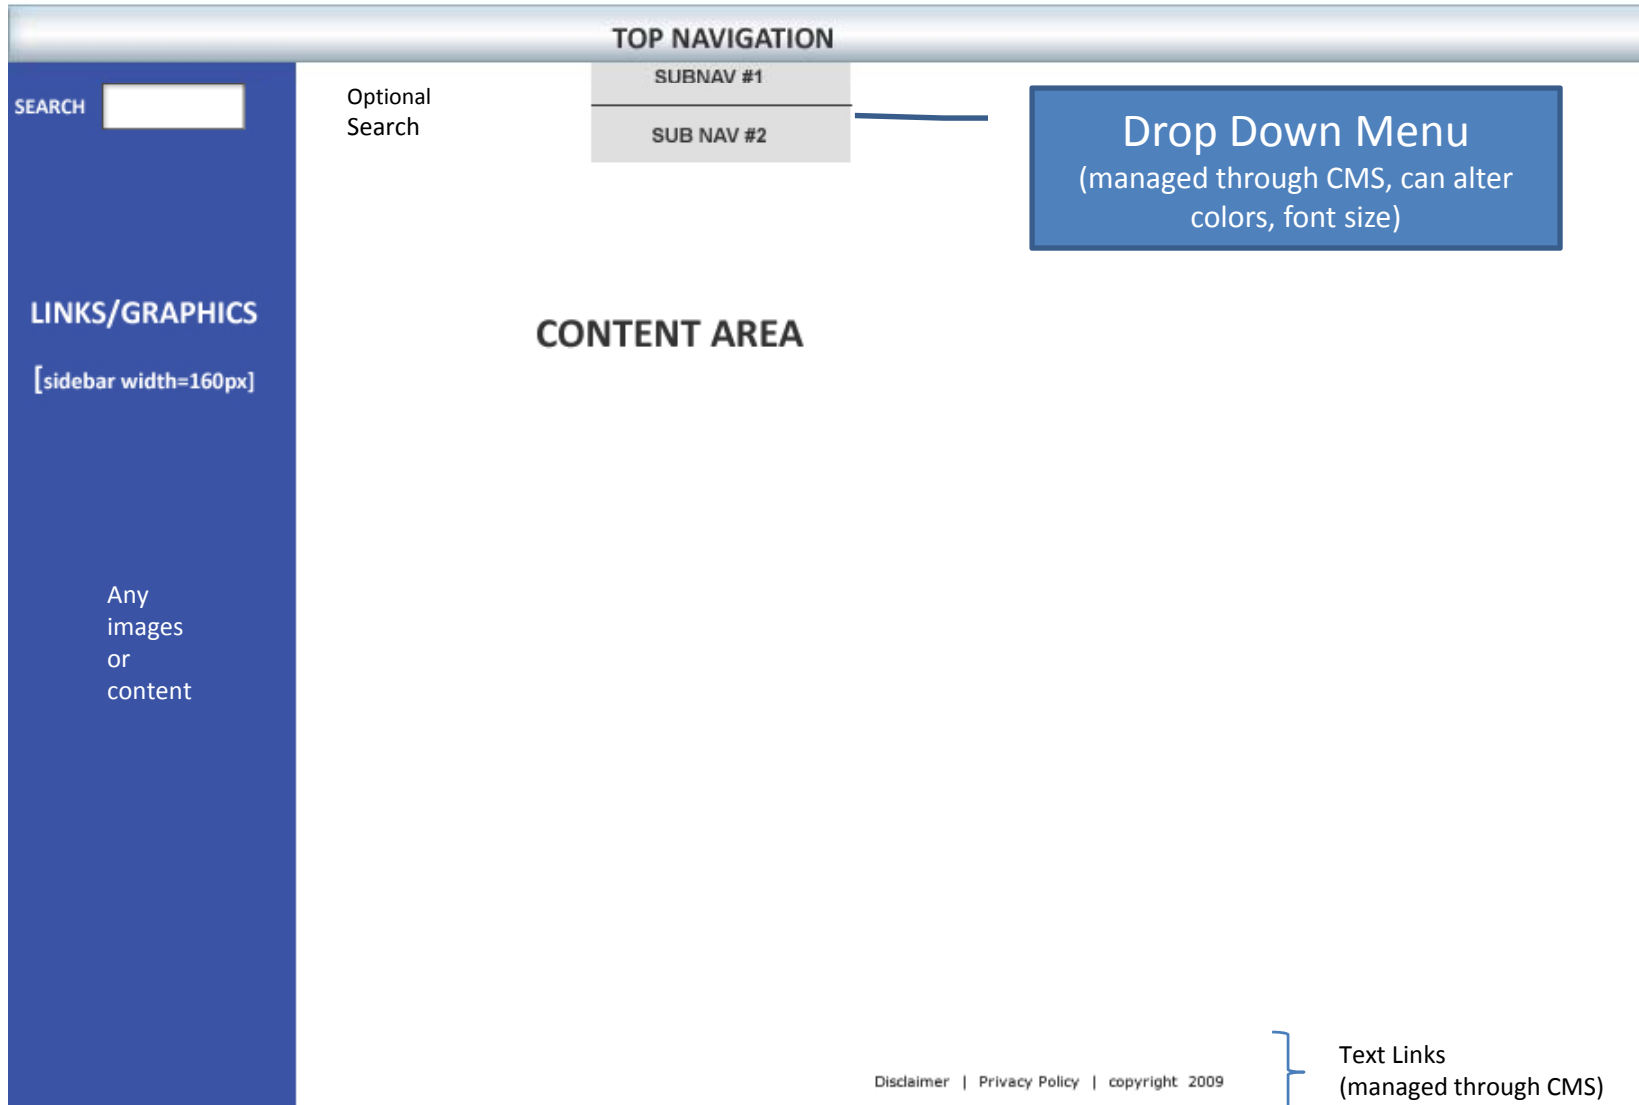 TOP NAVIGATION
SUBNAV #1
SUB NAV #2
SEARCH
Optional
Search
Drop Down Menu
(managed through CMS, can alter
colors, font size)
LINKS/GRAPHICS
[sidebar width=160px]
CONTENT AREA
Any
images
or
content
Disclaimer | Privacy Policy | copyright 2009
Text Links
(managed through CMS)